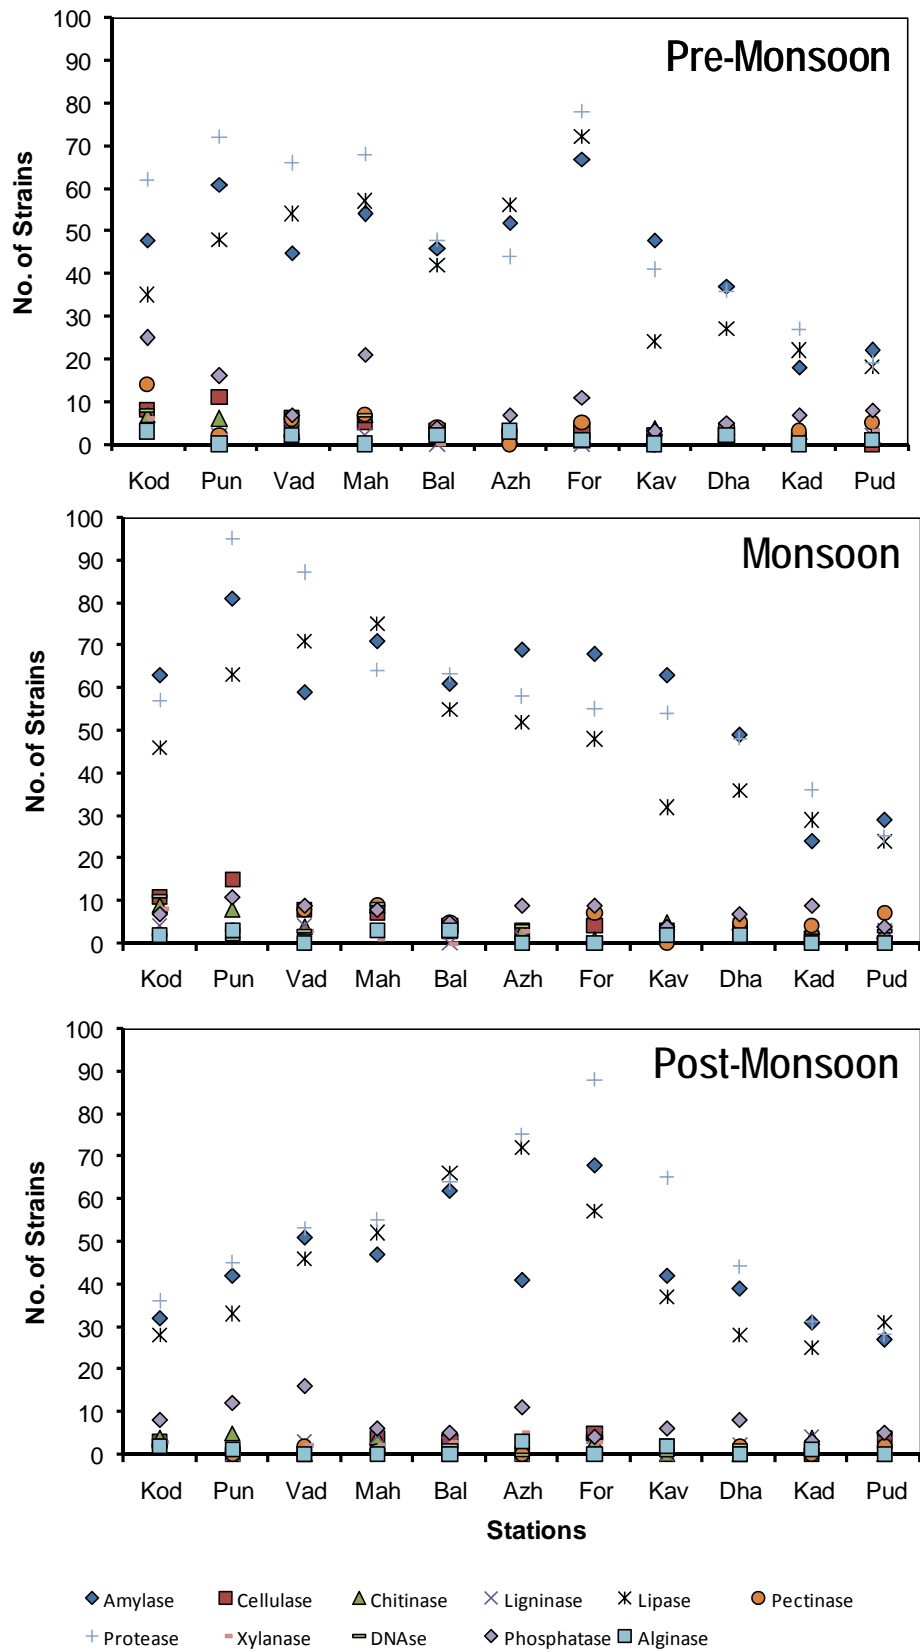 Pre-Monsoon
No. of Strains
100
90
80
70
60
50
40
30
20
10
0
Kod Pun Vad Mah Bal Azh For Kav Dha Kad Pud
Monsoon
No. of Strains
100
90
80
70
60
50
40
30
20
10
0
Kod Pun Vad Mah Bal Azh For Kav Dha Kad Pud
Post-Monsoon
No. of Strains
100
90
80
70
60
50
40
30
20
10
0
Kod Pun Vad Mah Bal Azh For Kav Dha Kad Pud
Stations
Amylase Cellulase Chitinase Ligninase Lipase Pectinase
Protease Xylanase DNAse Phosphatase Alginase